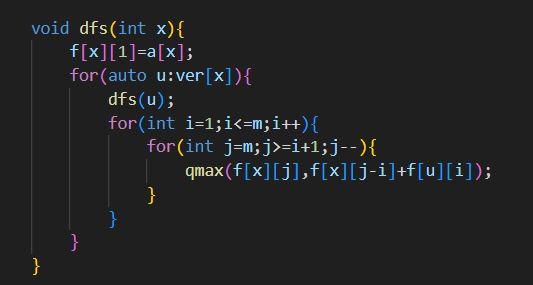 void dfs(int x){
    f[x][1]=a[x];
    for(auto u:ver[x]){
        dfs(u);
        for(int i=1;i<=m;i++){
            for(int j=m;j>=i+1;j--){
                qmax(f[x][j],f[x][j-i]+f[u][i]);
            }
        }
    }
}